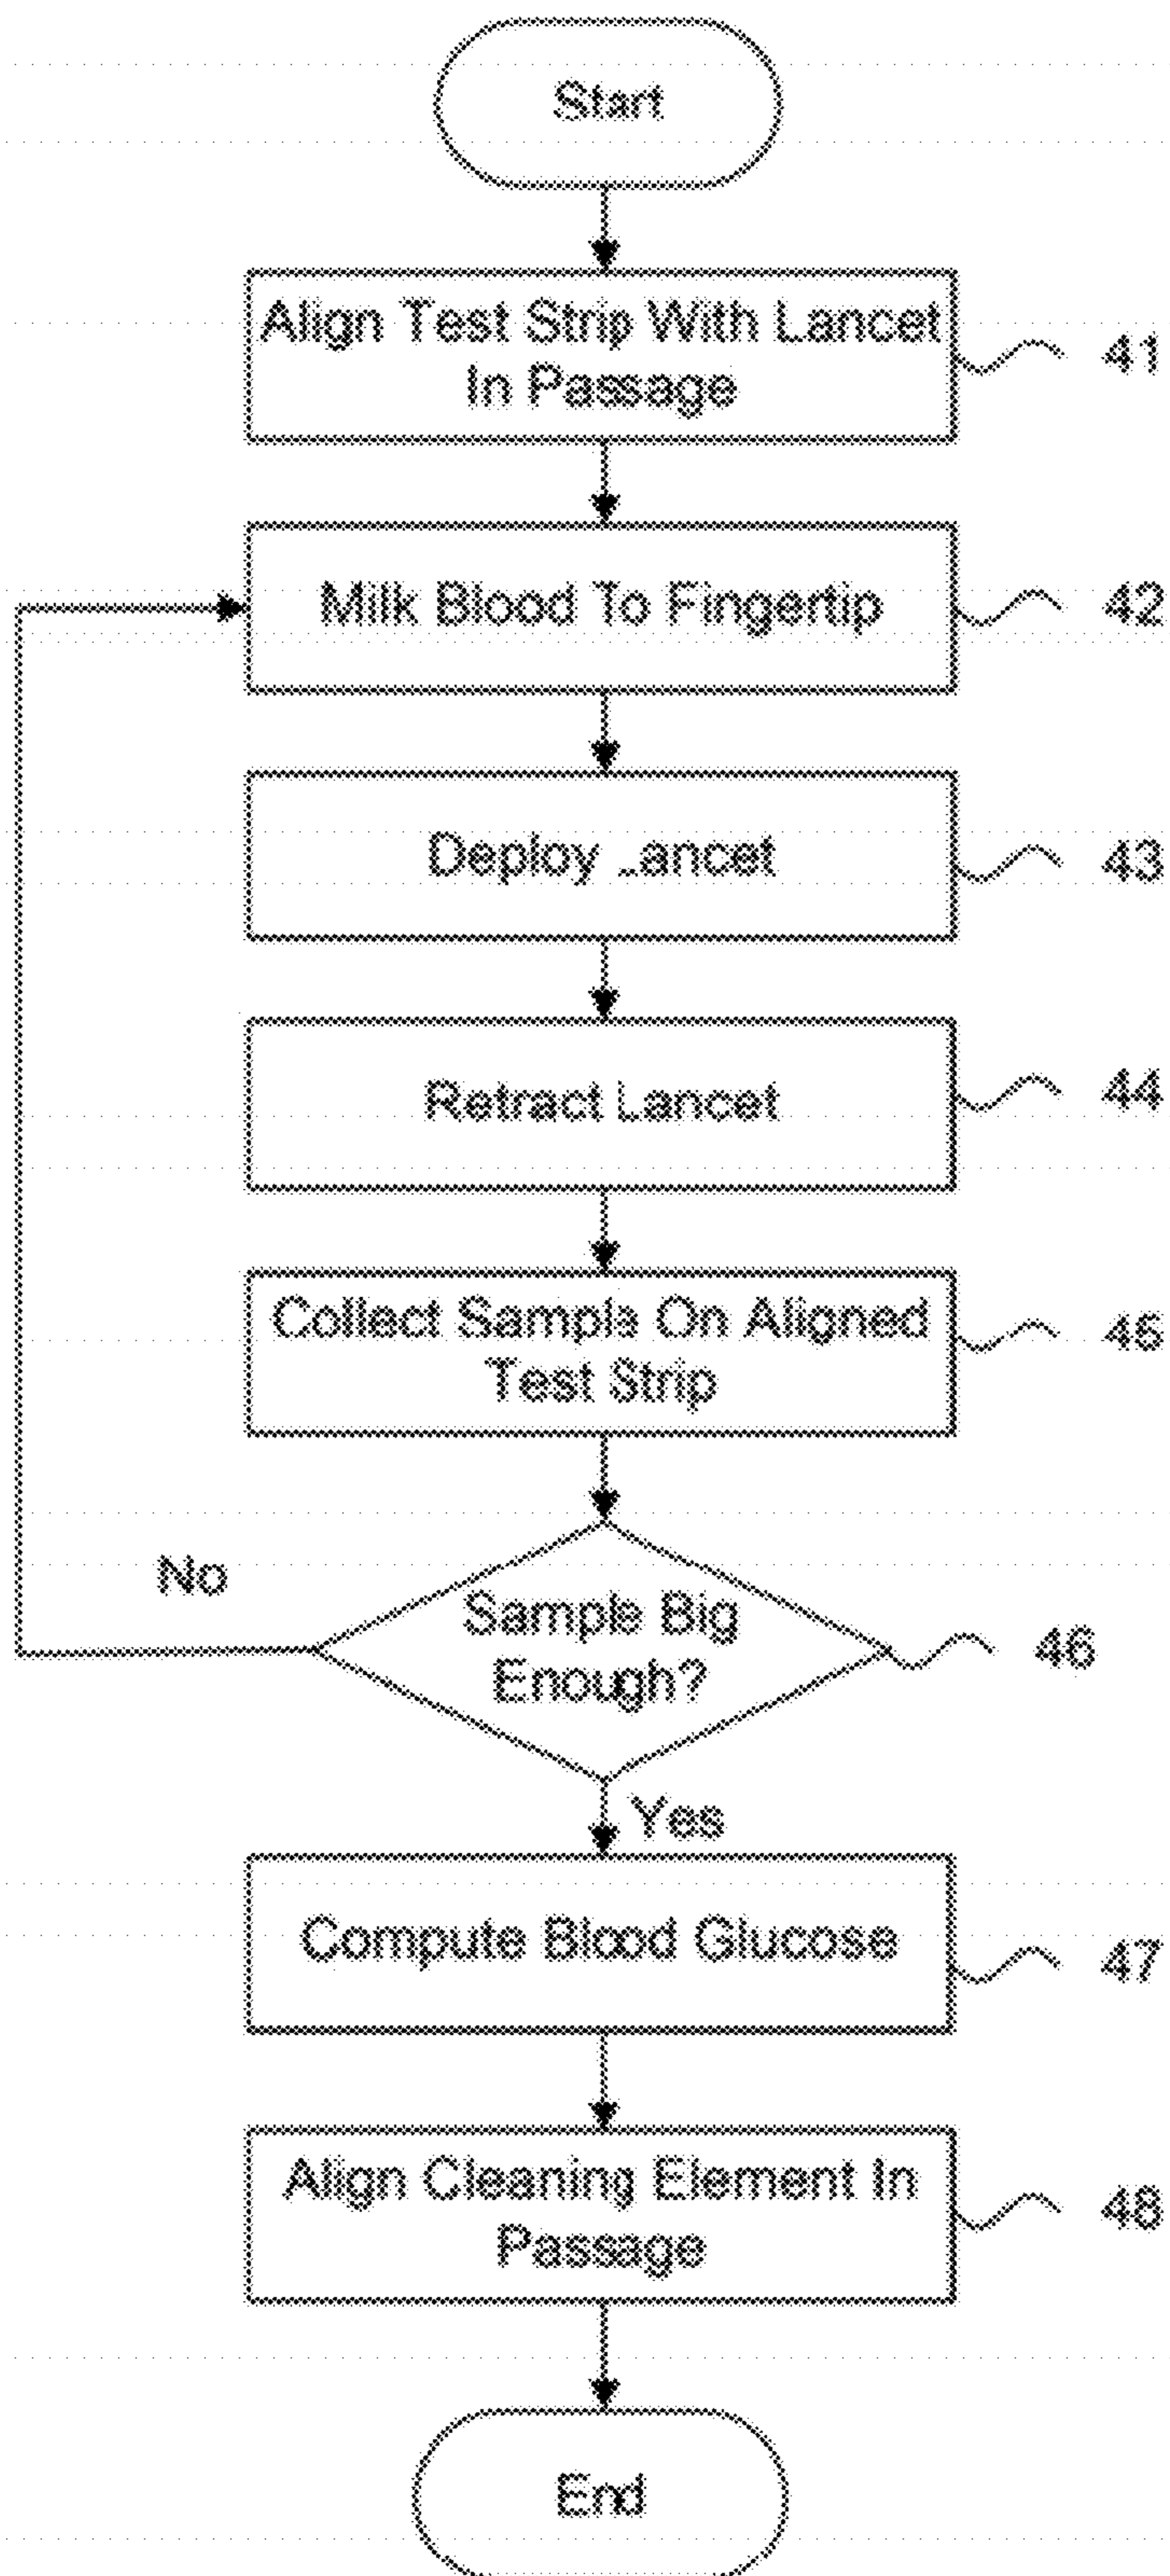 Start
Align Test Strip With Lancet
In Passage
41
Milk Blood To Fingertip
42
Deploy Lancet
43
Retract Lancet
44
Collect Sample On Aligned
Test Strip
45
No
Sample Big
Enough?
46
Yes
Compute Blood Glucose
47
Align Cleaning Element In
Passage
48
End